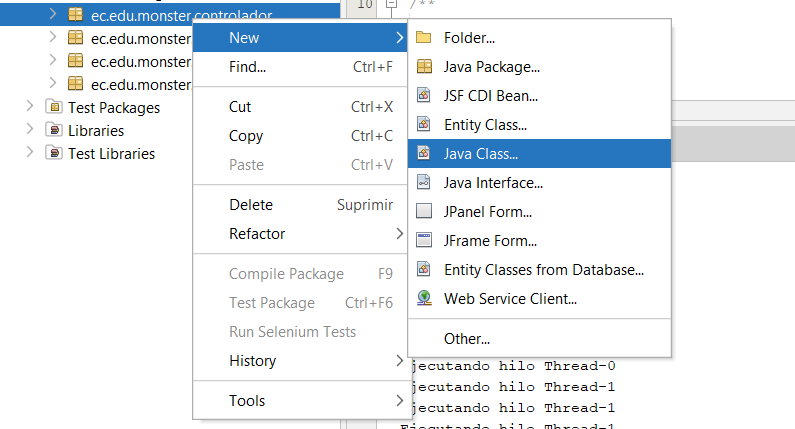 10 /**
ec.edu.monster.controlador
ec.edu.monster
ec.edu.monster
ec.edu.monster
Test Packages
Libraries
Test Libraries
New
Find... Ctrl+F
Cut Ctrl+X
Copy Ctrl+C
Paste Ctrl+V
Delete Suprimir
Refactor
Compile Package F9
Test Package Ctrl+F6
Run Selenium Tests
History
Tools
Folder...
Java Package...
JSF CDI Bean...
Entity Class...
Java Class...
Java Interface...
JPanel Form...
JFrame Form...
Entity Classes from Database...
Web Service Client...
Other...
jecutando hilo Thread-0
jecutando hilo Thread-1
jecutando hilo Thread-1
Ejecutando hilo Thread-1